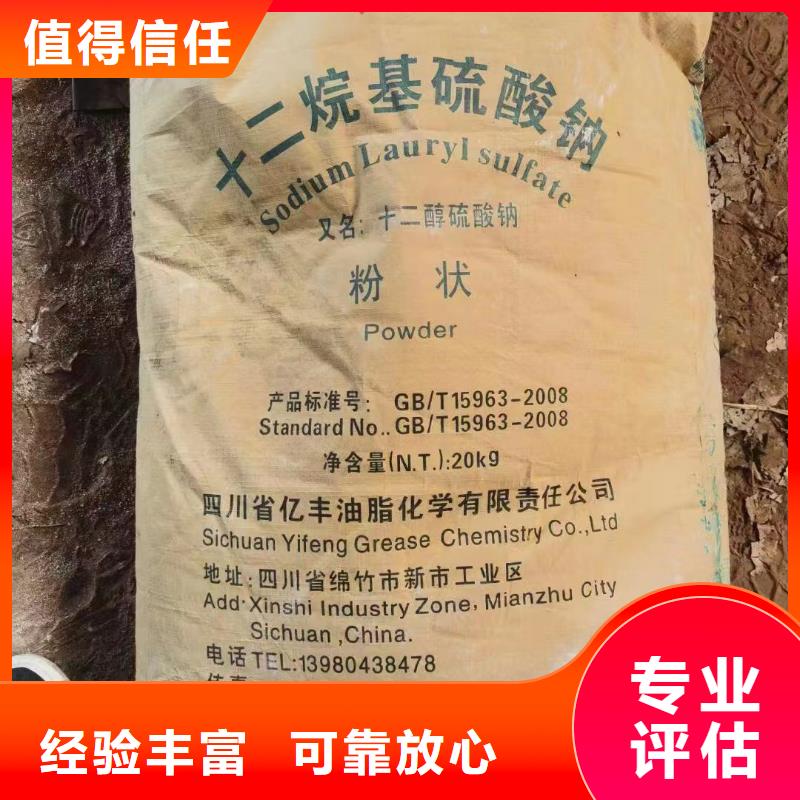 值得信任
十二烷基硫酸钠
Sodium Lauryl sulfate
又名: 十二醇硫酸钠
粉状
Powder
产品标准号: GB/T15963-2008
Standard No.. GB/T15963-2008
净含量(N.T.):20kg
四川省亿丰油脂化学有限责任公司
Sichuan Yifeng Grease Chemistry Co.,Ltd
地址:四川省绵竹市新市工业区
Add·Xinshi Industry Zone, Mianzhu City
Sichuan ,China.
电话TEL:13980438478
专业
评估
经验丰富 可靠放心